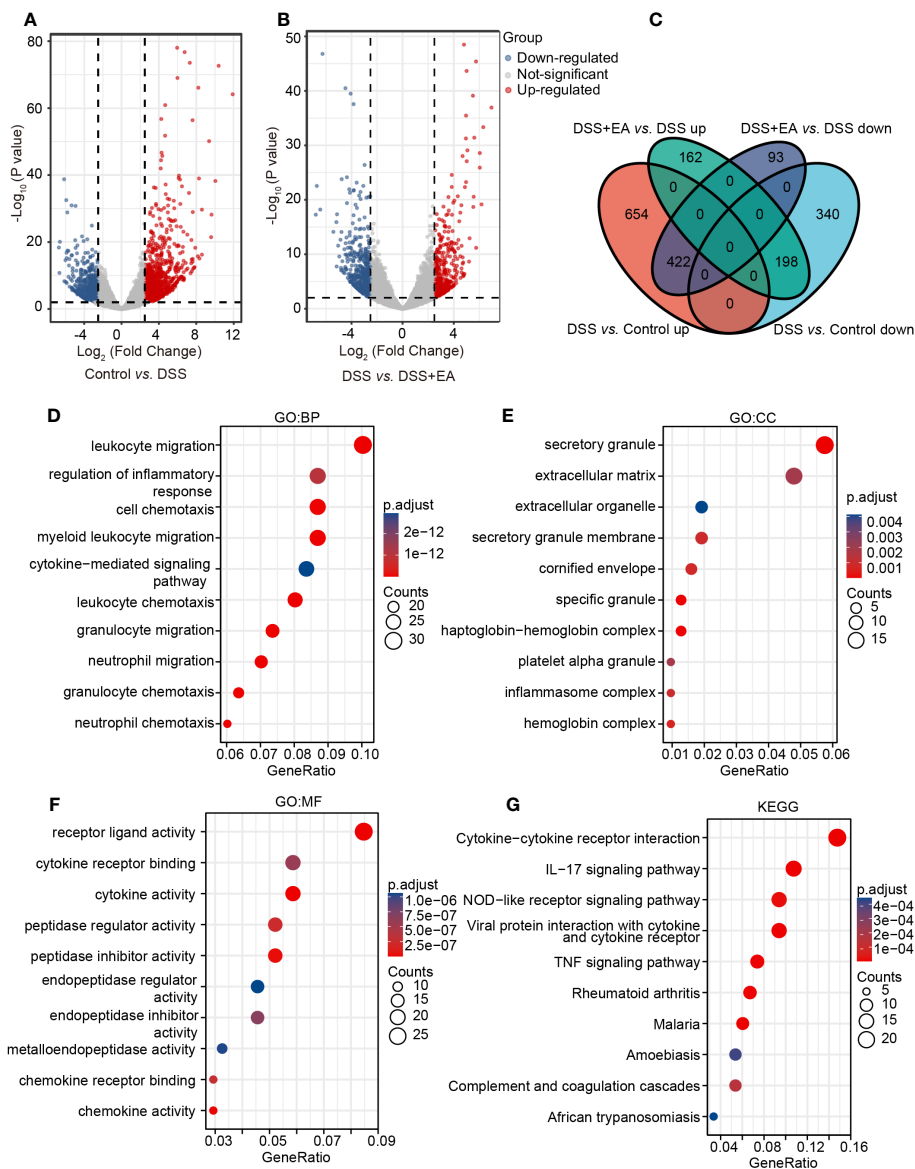 A
B
C
80
60
40
20
0
-Log10 (P value)
-4
0
4
8
12
Log2 (Fold Change)
Control vs. DSS
50
40
30
20
10
0
-Log10 (P value)
-4
0
4
Log2 (Fold Change)
DSS vs. DSS+EA
Group
Down-regulated
Not-significant
Up-regulated
DSS+EA vs. DSS up
DSS+EA vs. DSS down
162
93
0
0
0
654
0
0
340
0
422
198
0
0
0
DSS vs. Control up
DSS vs. Control down
D
GO:BP
leukocyte migration
regulation of inflammatory
response
cell chemotaxis
myeloid leukocyte migration
cytokine−mediated signaling
pathway
leukocyte chemotaxis
granulocyte migration
neutrophil migration
granulocyte chemotaxis
neutrophil chemotaxis
0.06 0.07 0.08 0.09 0.10
GeneRatio
p.adjust
2e−12
1e−12
Counts
20
25
30
E
GO:CC
secretory granule
extracellular matrix
extracellular organelle
secretory granule membrane
cornified envelope
specific granule
haptoglobin−hemoglobin complex
platelet alpha granule
inflammasome complex
hemoglobin complex
0.01 0.02 0.03 0.04 0.05 0.06
GeneRatio
p.adjust
0.004
0.003
0.002
0.001
Counts
5
10
15
F
GO:MF
receptor ligand activity
cytokine receptor binding
cytokine activity
peptidase regulator activity
peptidase inhibitor activity
endopeptidase regulator
activity
endopeptidase inhibitor
activity
metalloendopeptidase activity
chemokine receptor binding
chemokine activity
0.03 0.05 0.07 0.09
GeneRatio
p.adjust
1.0e−06
7.5e−07
5.0e−07
2.5e−07
Counts
10
15
20
25
G
KEGG
Cytokine−cytokine receptor interaction
IL−17 signaling pathway
NOD−like receptor signaling pathway
Viral protein interaction with cytokine
and cytokine receptor
TNF signaling pathway
Rheumatoid arthritis
Malaria
Amoebiasis
Complement and coagulation cascades
African trypanosomiasis
0.04 0.08 0.12 0.16
GeneRatio
p.adjust
4e−04
3e−04
2e−04
1e−04
Counts
5
10
15
20